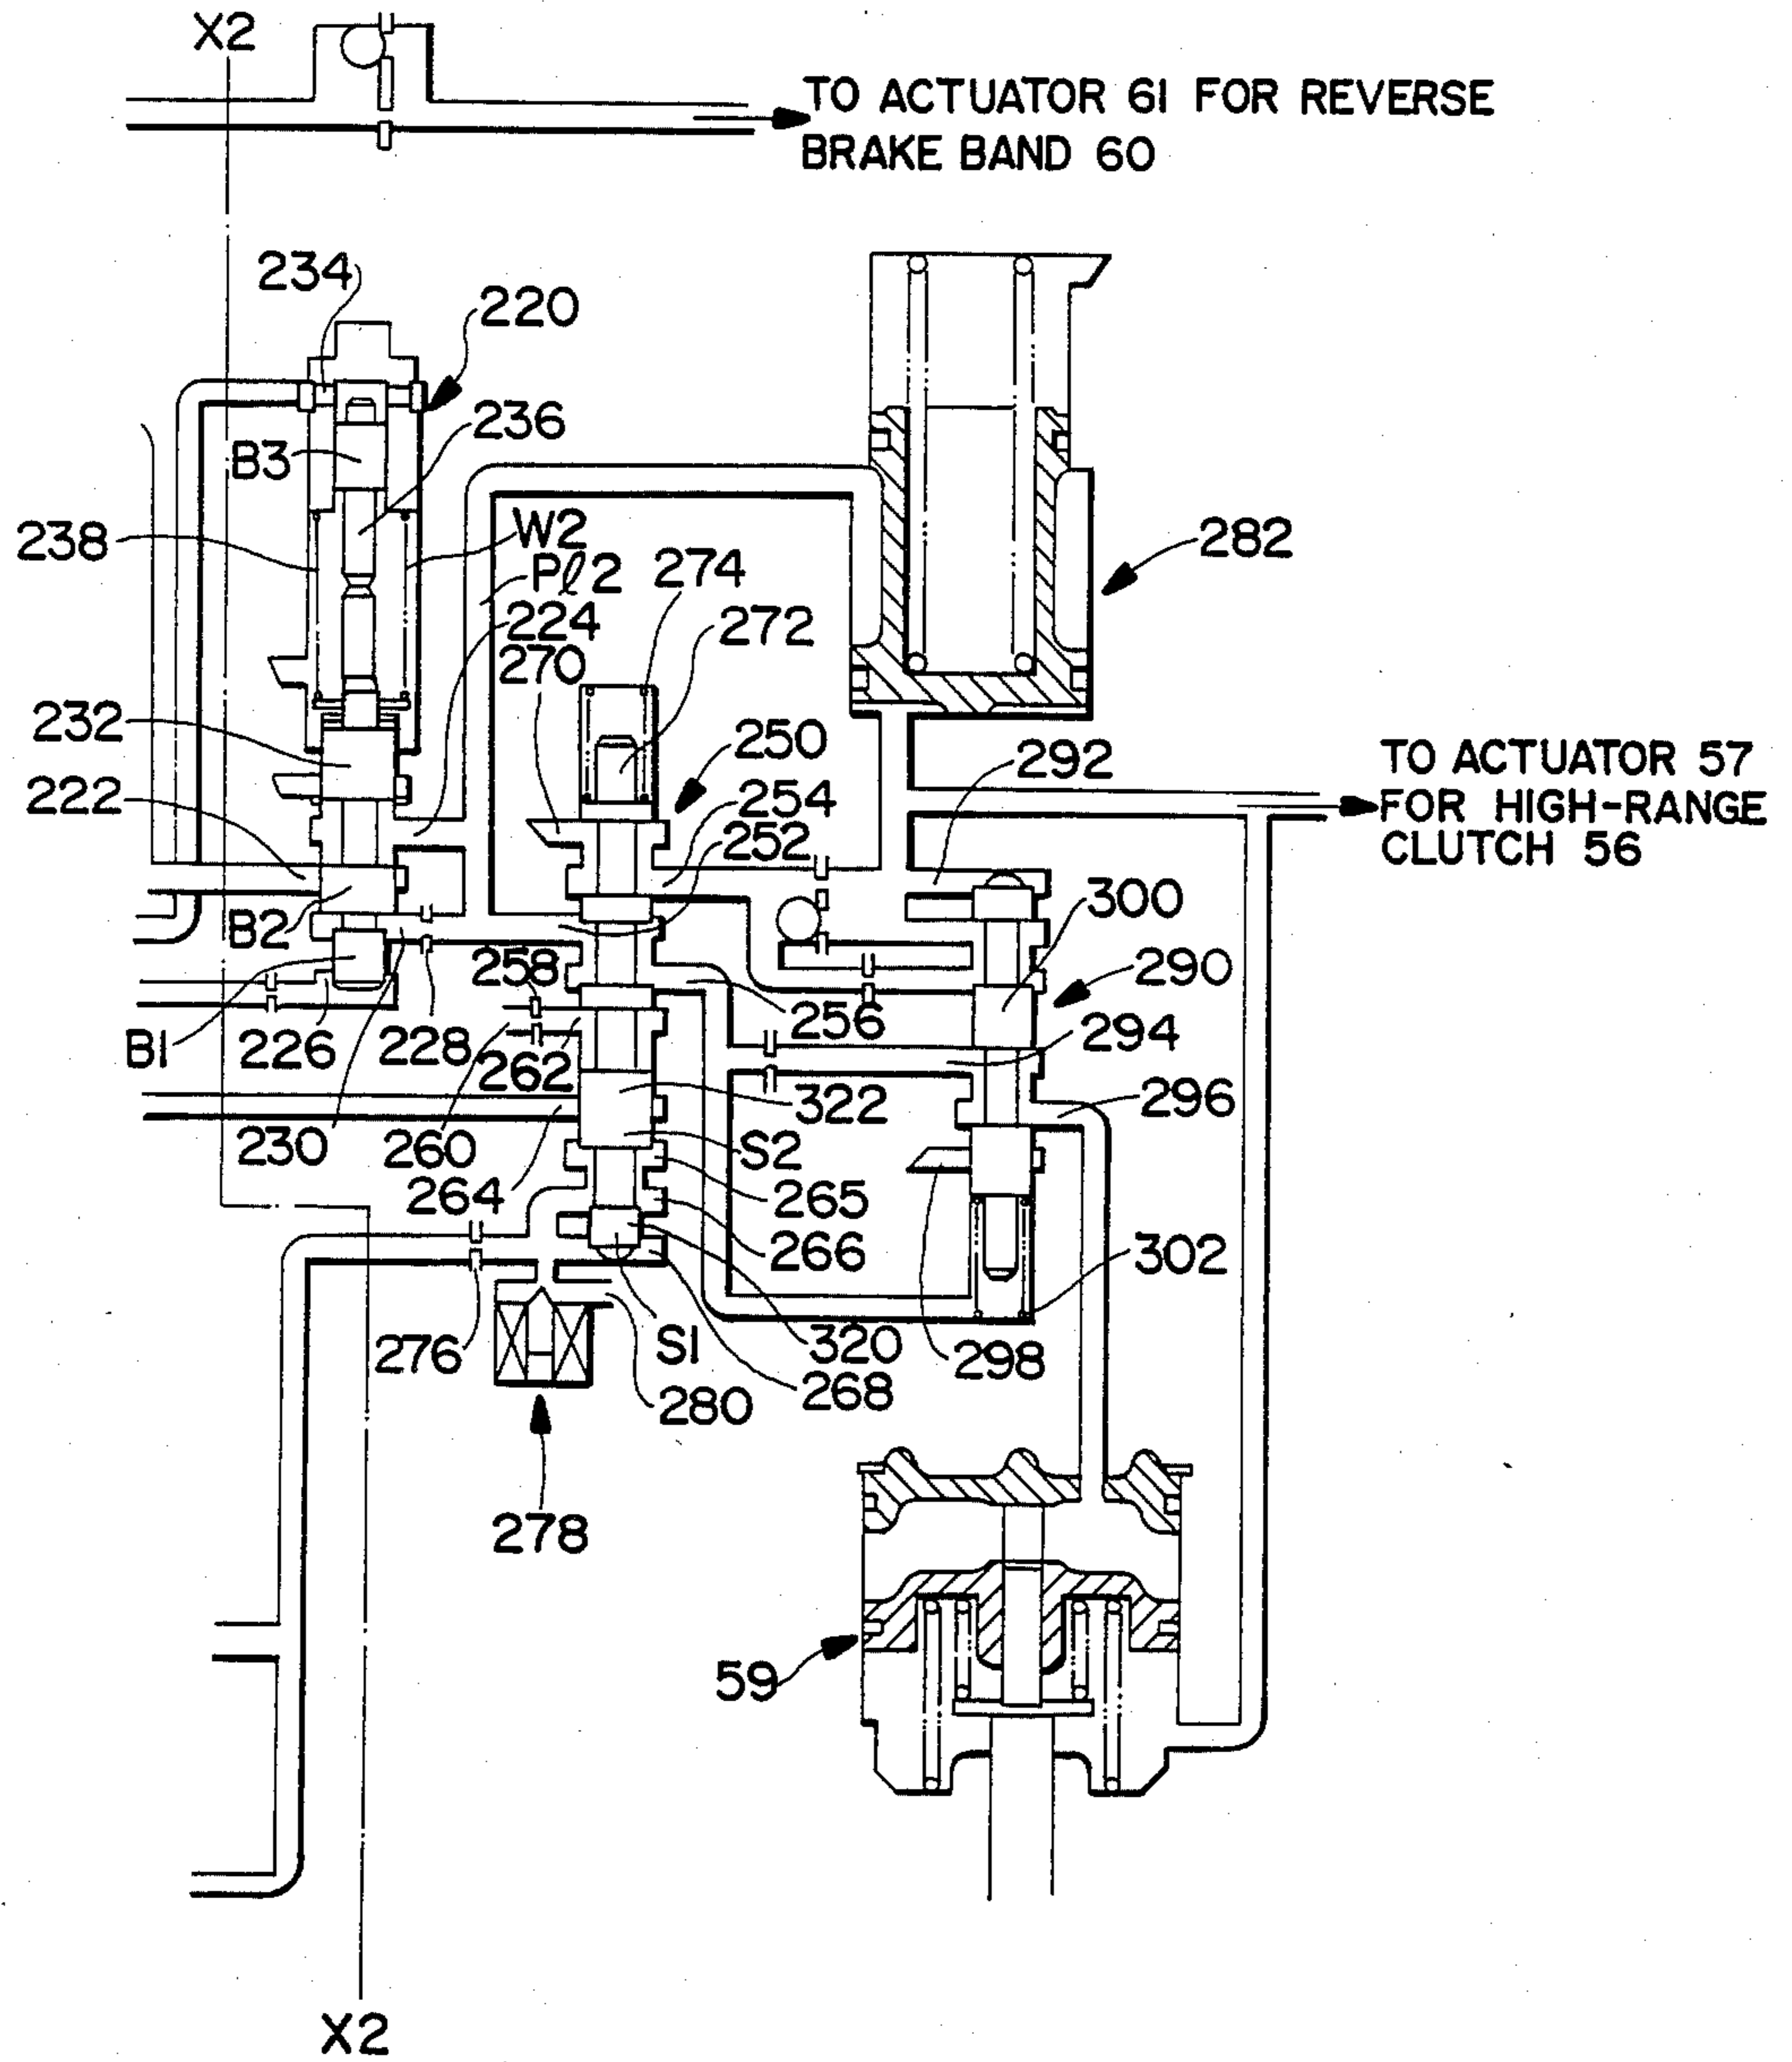 X2
TO ACTUATOR 61 FOR REVERSE
BRAKE BAND 60
234
220
236
B3
238
W2
Pℓ2
274
282
224
272
270
232
250
292
TO ACTUATOR 57
FOR HIGH-RANGE
CLUTCH 56
222
254
252
300
B2
258
290
256
B1
226
228
262
294
322
296
230
260
S2
264
265
266
302
276
S1
320
298
280
268
278
59
X2